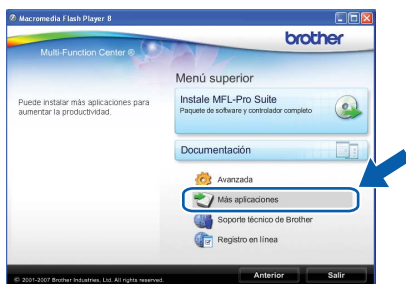 Macromedia Flash Player 8
brother
Multi-Function Center ®
Menú superior
Puede instalar más aplicaciones para
aumentar la productividad.
Instale MFL-Pro Suite
Paquete de software y controlador completo
Documentación
Avanzada
Más aplicaciones
Soporte técnico de Brother
Registro en línea
© 2001-2007 Brother Industries, Ltd. All rights reserved.
Anterior
Salir